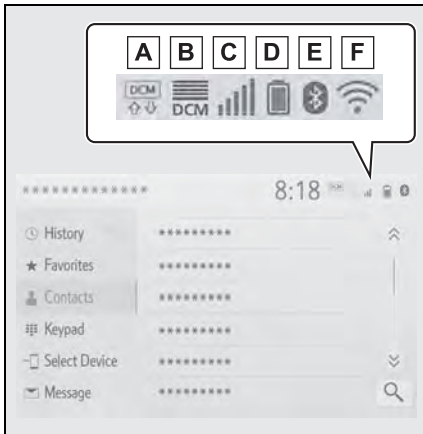 A B C D E F
DCM DCM
************* 8:18
History *********
Favorites *********
Contacts *********
Keypad *********
Select Device *********
Message *********